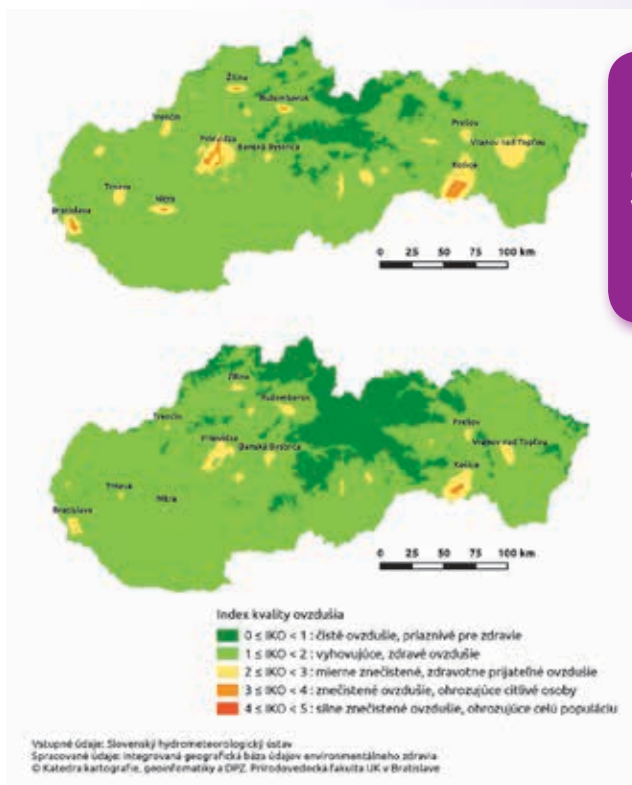 Žilina
Ružomberok
Trenčín
Prievidza
Banská Bystrica
Prešov
Vranov nad Topľou
Košice
Trnava
Nitra
Bratislava
0 25 50 75 100 km
Žilina
Ružomberok
Trenčín
Prievidza
Banská Bystrica
Prešov
Vranov nad Topľou
Košice
Trnava
Nitra
Bratislava
0 25 50 75 100 km
Index kvality ovzdušia
0 ≤ IKO < 1 : čisté ovzdušie, priaznivé pre zdravie
1 ≤ IKO < 2 : vyhovujúce, zdravé ovzdušie
2 ≤ IKO < 3 : mierne znečistené, zdravotne prijateľné ovzdušie
3 ≤ IKO < 4 : znečistené ovzdušie, ohrozujúce citlivé osoby
4 ≤ IKO < 5 : silne znečistené ovzdušie, ohrozujúce celú populáciu
Vstupné údaje: Slovenský hydrometeorologický ústav
Spracované údaje: Integrovaná geografická báza údajov environmentálneho zdravia
© Katedra kartografie, geoinformatiky a DPZ. Prírodovedecká fakulta UK v Bratislave